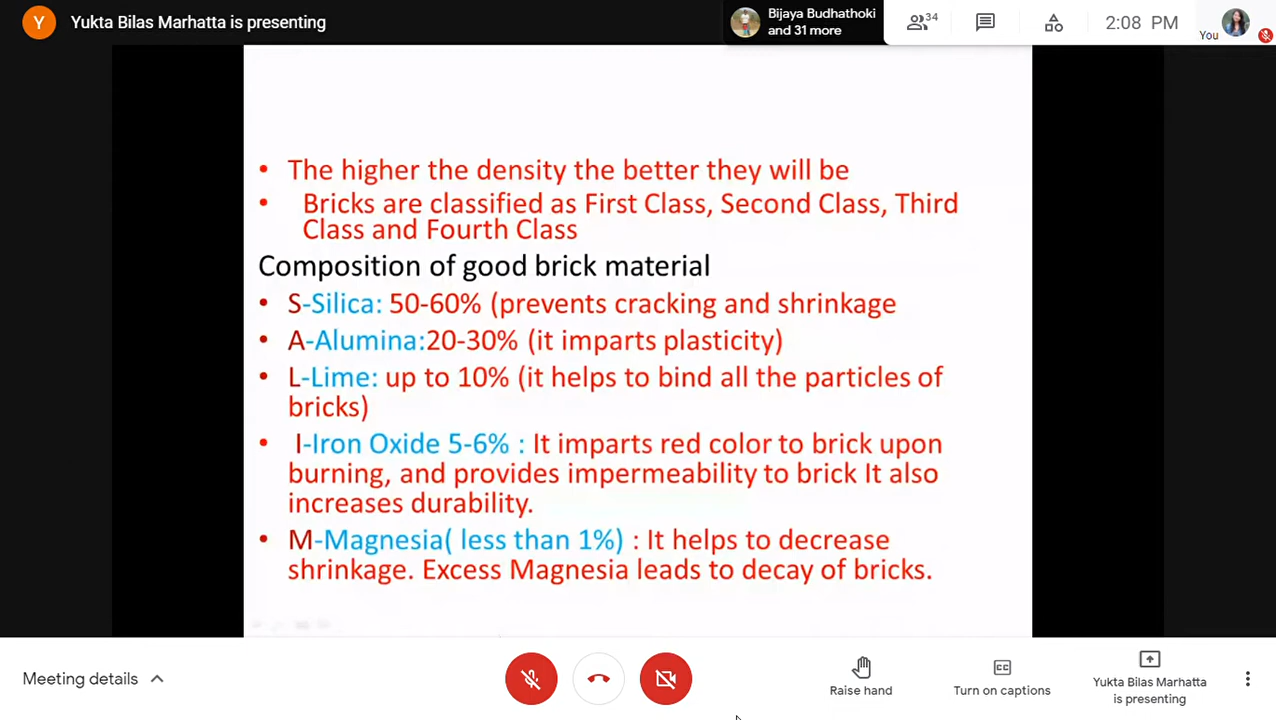 Y
Yukta Bilas Marhatta is presenting
Bijaya Budhathoki
and 31 more
34
2:08 PM
You
• The higher the density the better they will be
• Bricks are classified as First Class, Second Class, Third
Class and Fourth Class
Composition of good brick material
• S-Silica: 50-60% (prevents cracking and shrinkage
• A-Alumina:20-30% (it imparts plasticity)
• L-Lime: up to 10% (it helps to bind all the particles of
bricks)
• I-Iron Oxide 5-6% : It imparts red color to brick upon
burning, and provides impermeability to brick It also
increases durability.
• M-Magnesia( less than 1%) : It helps to decrease
shrinkage. Excess Magnesia leads to decay of bricks.
Meeting details
Raise hand
CC
Turn on captions
Yukta Bilas Marhatta
is presenting